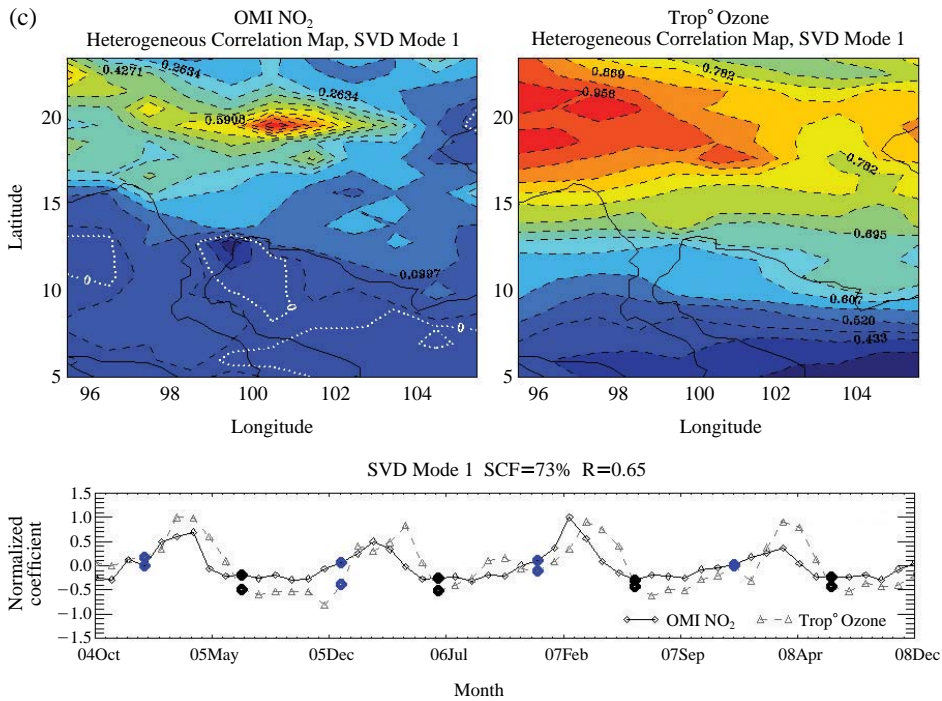 (c)
OMI NO2
Heterogeneous Correlation Map, SVD Mode 1
0.4271
0.2634
0.2634
0.5908
0.0997
0
0
0
20
15
10
5
Latitude
96 98 100 102 104
Longitude
Trop° Ozone
Heterogeneous Correlation Map, SVD Mode 1
0.869
0.782
0.958
0.782
0.695
0.607
0.520
0.433
96 98 100 102 104
Longitude
SVD Mode 1 SCF=73% R=0.65
1.5
1.0
0.5
0.0
−0.5
−1.0
−1.5
Normalized
coefficient
OMI NO2 Trop° Ozone
04Oct 05May 05Dec 06Jul 07Feb 07Sep 08Apr 08Dec
Month